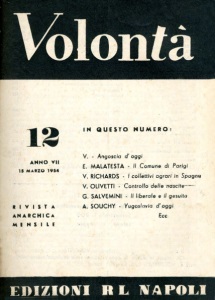 Volontà
12
ANNO VII
15 MARZO 1954
RIVISTA
ANARCHICA
MENSILE
IN QUESTO NUMERO:
V. - Angoscia d'oggi
E. MALATESTA - Il Comune di Parigi
V. RICHARDS - I collettivi agrari in Spagna
V. OLIVETTI - Controllo delle nascite
G. SALVEMINI - Il liberale e il gesuita
A. SOUCHY - Yugoslavia d'oggi
Ecc.
EDIZIONI RL NAPOLI